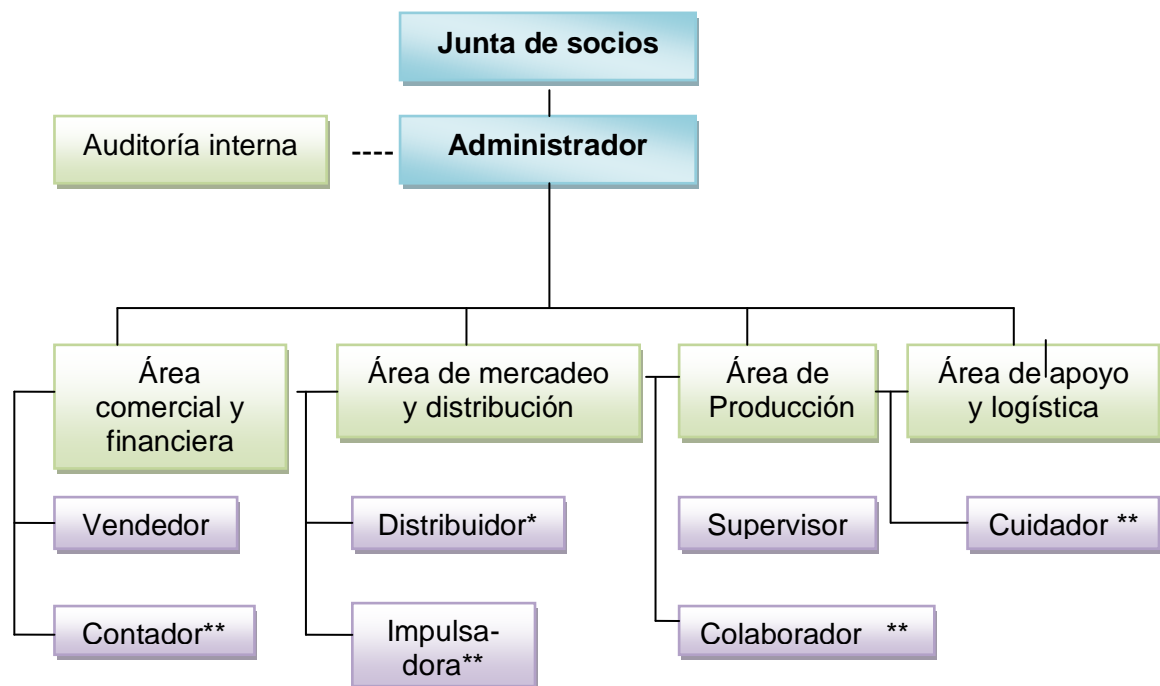 Junta de socios
Auditoría interna
----
Administrador
Área
comercial y
financiera
Área de mercadeo
y distribución
Área de
Producción
Área de apoyo
y logística
Vendedor
Distribuidor*
Supervisor
Cuidador **
Contador**
Impulsa-
dora**
Colaborador **